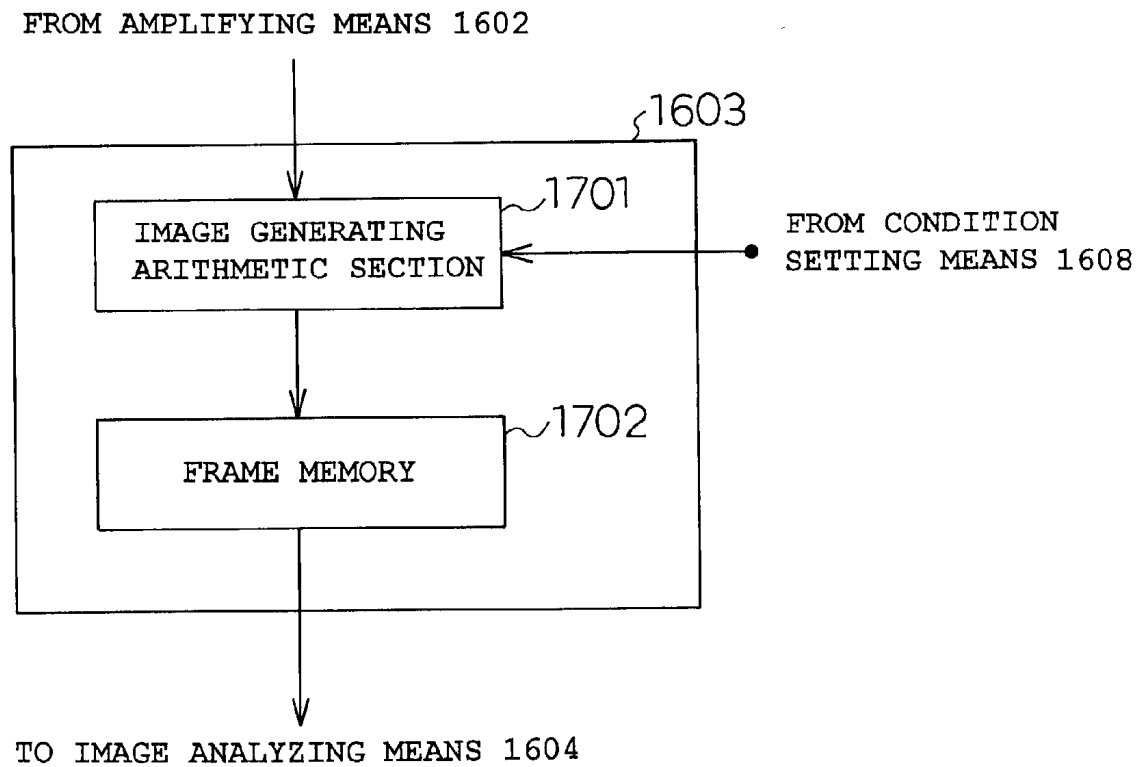 FROM AMPLIFYING MEANS 1602
1603
1701
IMAGE GENERATING
ARITHMETIC SECTION
FROM CONDITION
SETTING MEANS 1608
1702
FRAME MEMORY
TO IMAGE ANALYZING MEANS 1604